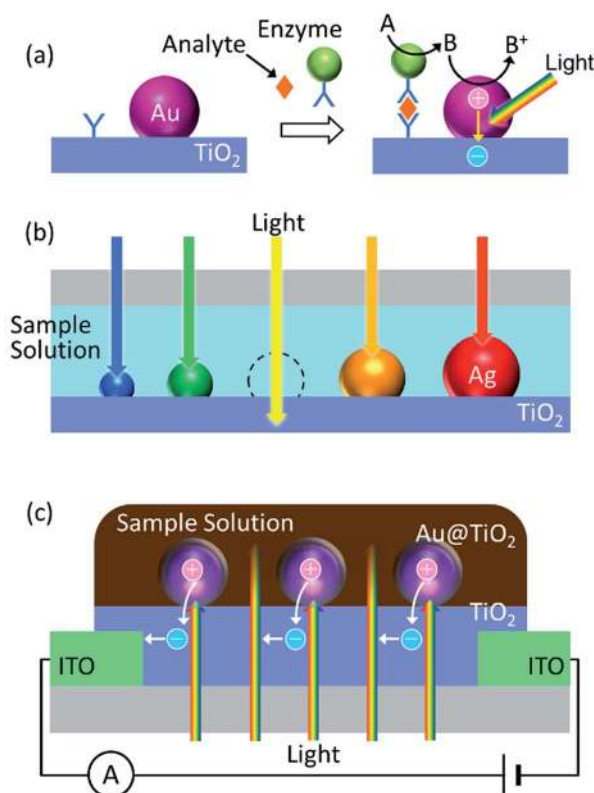 (a)
Analyte
Enzyme
Au
TiO₂
A
B
B⁺
Light
+
−
(b)
Light
Sample
Solution
Ag
TiO₂
(c)
Sample Solution
Au@TiO₂
+
+
+
TiO₂
−
−
−
ITO
ITO
Light
A